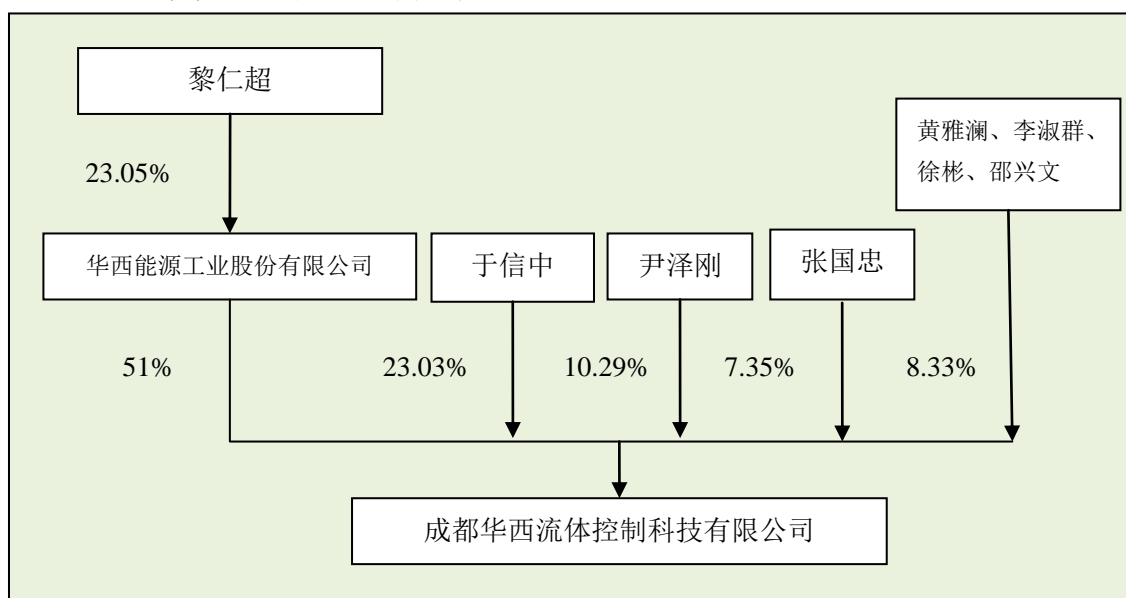 黎仁超
黄雅澜、李淑群、
徐彬、邵兴文
23.05%
华西能源工业股份有限公司
于信中
尹泽刚
张国忠
51%
23.03%
10.29%
7.35%
8.33%
成都华西流体控制科技有限公司